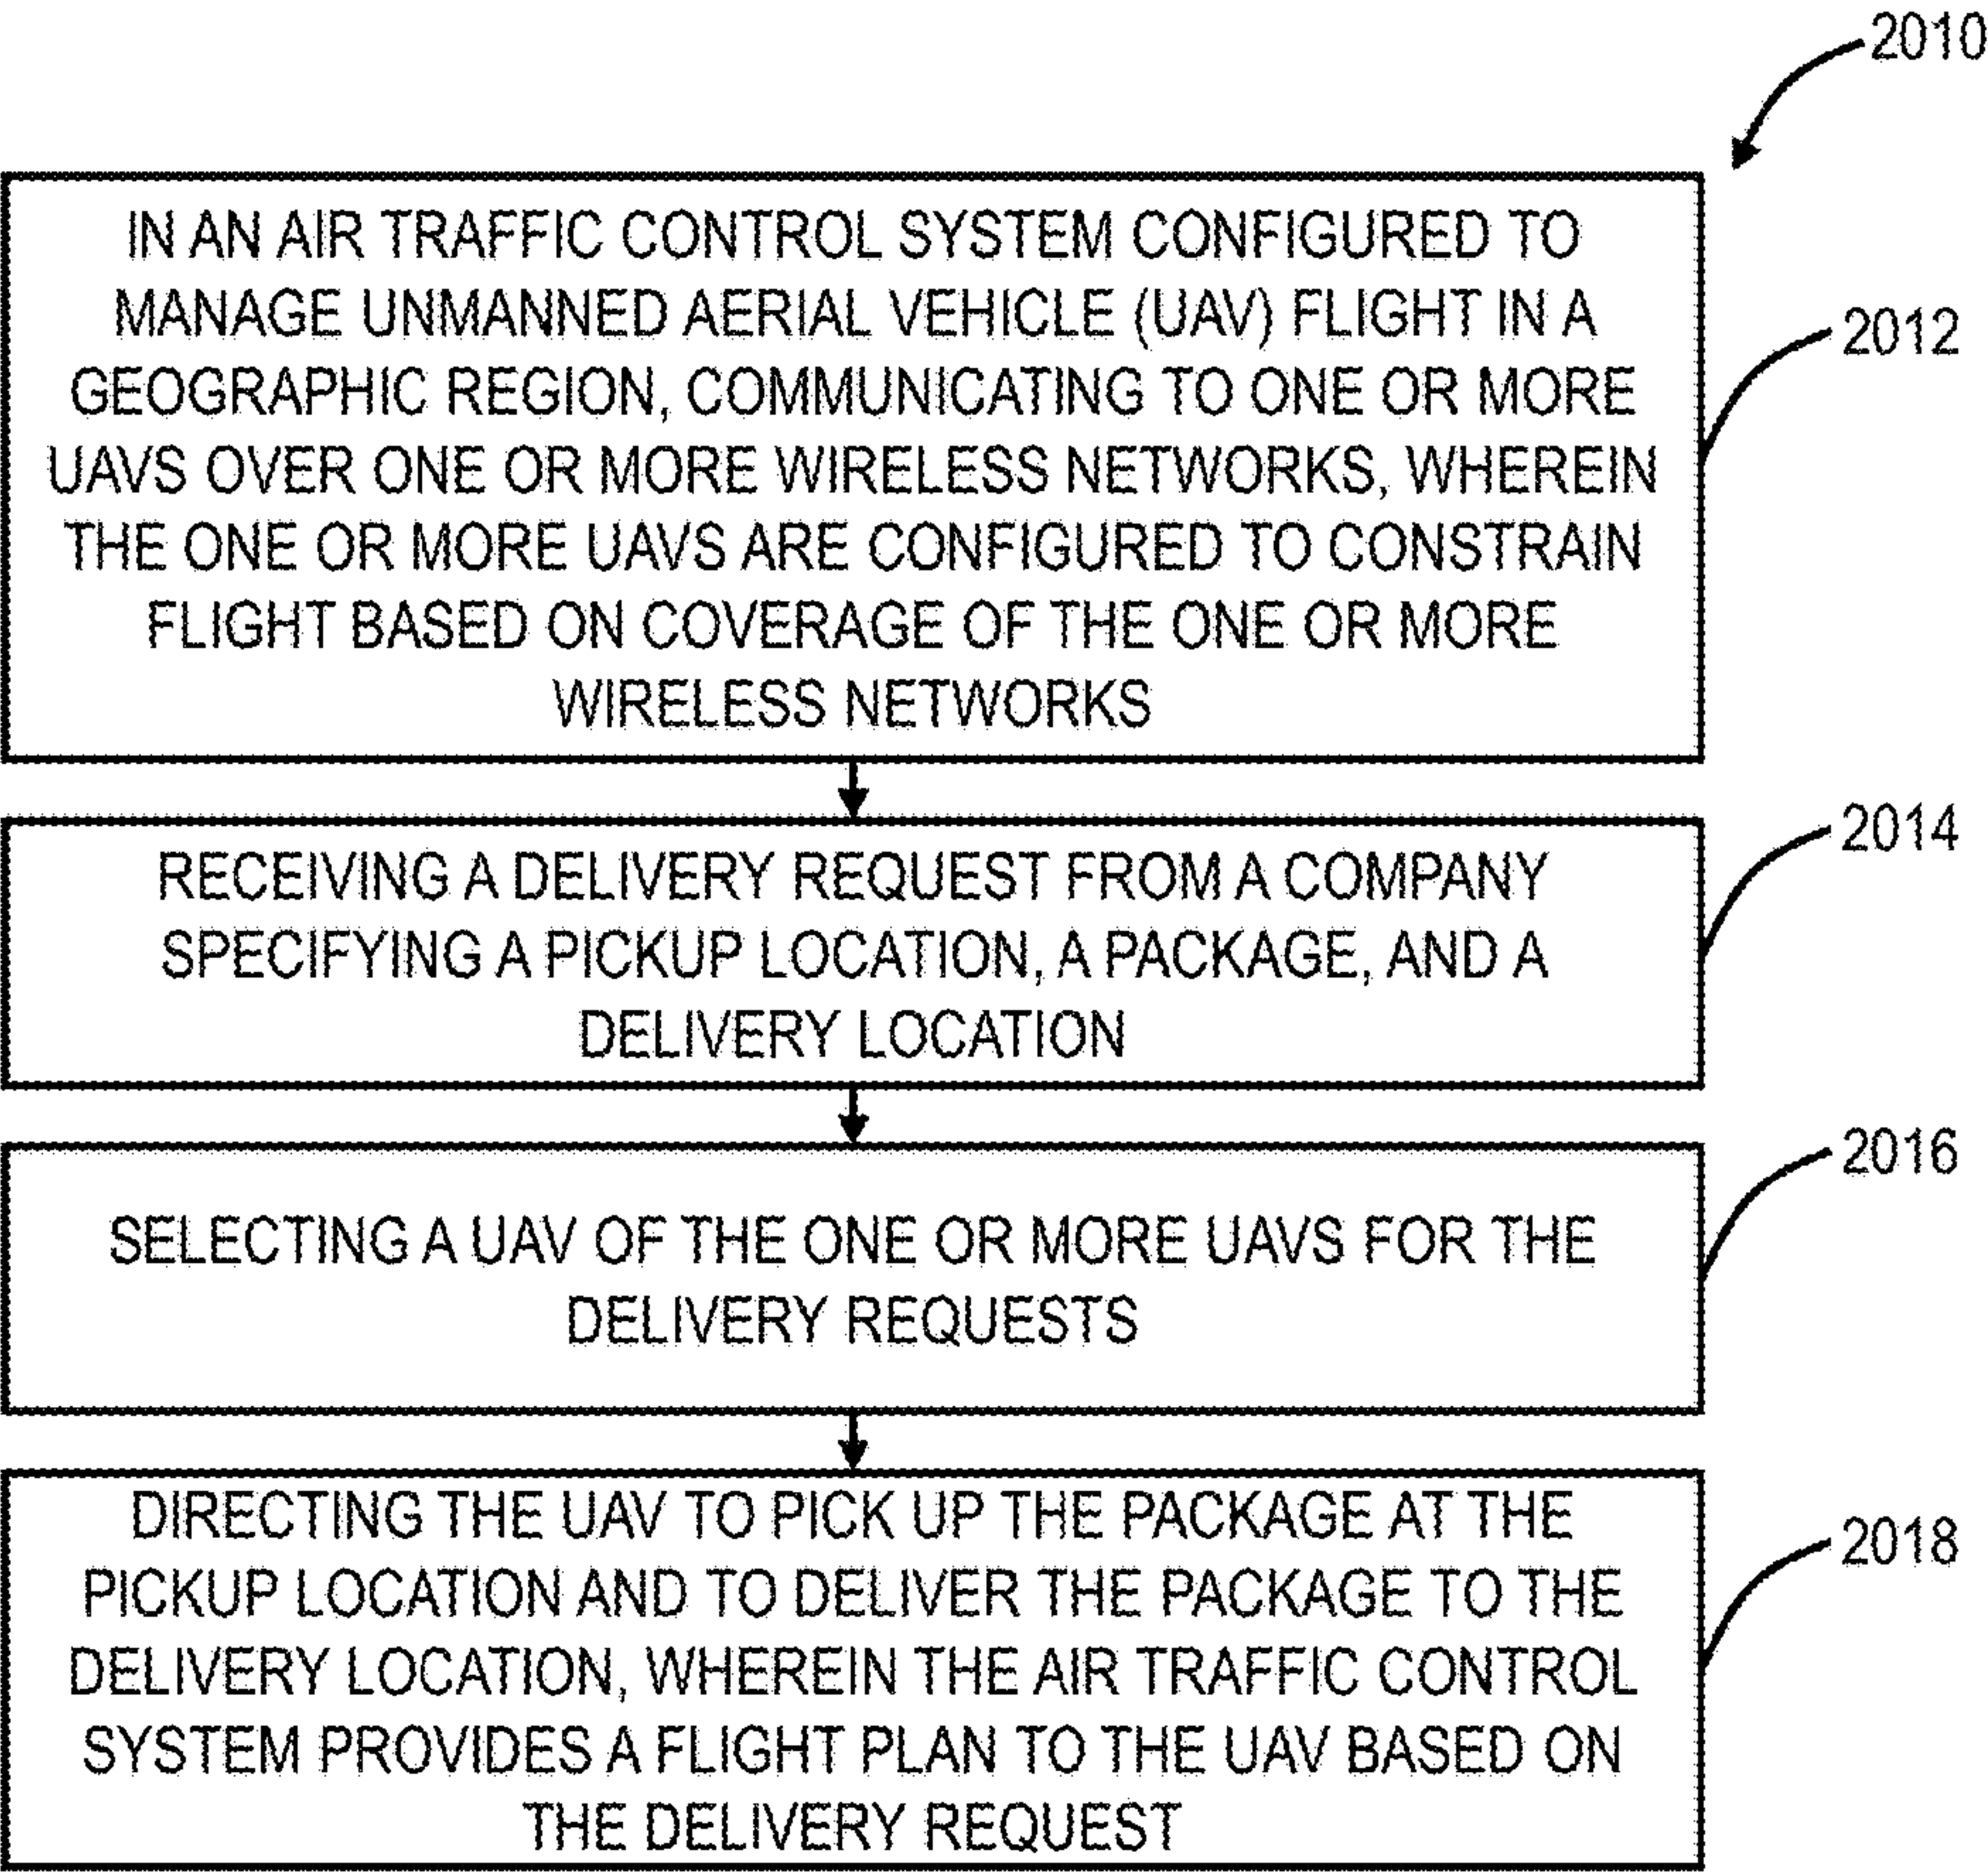 2010
IN AN AIR TRAFFIC CONTROL SYSTEM CONFIGURED TO
MANAGE UNMANNED AERIAL VEHICLE (UAV) FLIGHT IN A
GEOGRAPHIC REGION, COMMUNICATING TO ONE OR MORE
UAVS OVER ONE OR MORE WIRELESS NETWORKS, WHEREIN
THE ONE OR MORE UAVS ARE CONFIGURED TO CONSTRAIN
FLIGHT BASED ON COVERAGE OF THE ONE OR MORE
WIRELESS NETWORKS
2012
RECEIVING A DELIVERY REQUEST FROM A COMPANY
SPECIFYING A PICKUP LOCATION, A PACKAGE, AND A
DELIVERY LOCATION
2014
SELECTING A UAV OF THE ONE OR MORE UAVS FOR THE
DELIVERY REQUESTS
2016
DIRECTING THE UAV TO PICK UP THE PACKAGE AT THE
PICKUP LOCATION AND TO DELIVER THE PACKAGE TO THE
DELIVERY LOCATION, WHEREIN THE AIR TRAFFIC CONTROL
SYSTEM PROVIDES A FLIGHT PLAN TO THE UAV BASED ON
THE DELIVERY REQUEST
2018